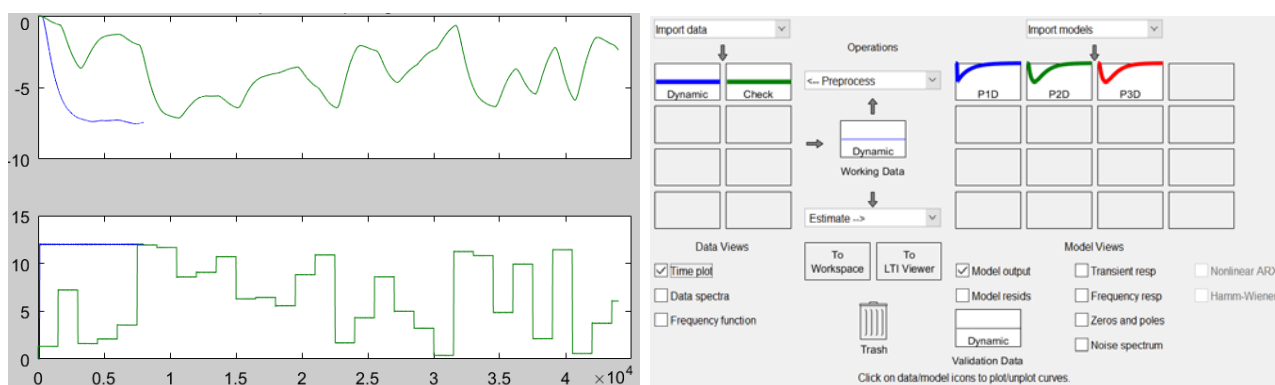 0
-5
-10
15
10
5
0
0 0.5 1 1.5 2 2.5 3 3.5 4 ×10⁴
Import data
Import models
Operations
<-- Preprocess
Dynamic Check
P1D P2D P3D
Dynamic
Working Data
Estimate -->
Data Views
To Workspace
To LTI Viewer
Model Views
Time plot
Data spectra
Frequency function
Model output
Transient resp
Nonlinear ARX
Model resids
Frequency resp
Hamm-Wiener
Zeros and poles
Noise spectrum
Trash
Dynamic
Validation Data
Click on data/model icons to plot/unplot curves.